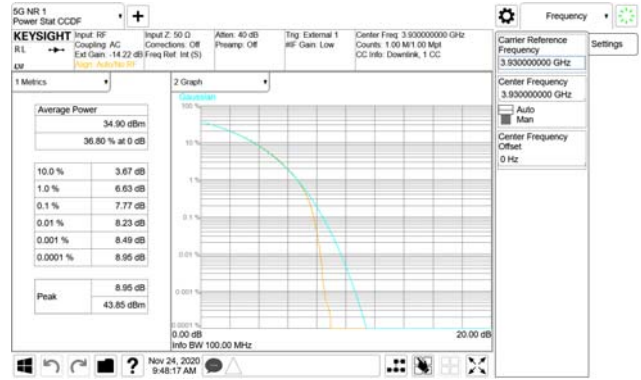 5G NR 1
Power Stat CCDF
Frequency
KEYSIGHT
RL
Input: RF
Coupling: AC
Ext Gain: -14.22 dB
Align: Auto/No RF
Input Z: 50 Ω
Corrections: Off
Freq Ref: Int (S)
Atten: 40 dB
Preamp: Off
Trig: External 1
#IF Gain: Low
Center Freq: 3.930000000 GHz
Counts: 1.00 M/1.00 Mpt
CC Info: Downlink, 1 CC
Carrier Reference
Frequency
3.930000000 GHz
Settings
Center Frequency
3.930000000 GHz
Auto
Man
Center Frequency
Offset
0 Hz
1 Metrics
Average Power
34.90 dBm
36.80 % at 0 dB
10.0 % 3.67 dB
1.0 % 6.63 dB
0.1 % 7.77 dB
0.01 % 8.23 dB
0.001 % 8.49 dB
0.0001 % 8.95 dB
Peak
8.95 dB
43.85 dBm
2 Graph
Gaussian
100 %
10 %
1 %
0.1 %
0.01 %
0.001 %
0.0001 %
0.00 dB
20.00 dB
Info BW 100.00 MHz
Nov 24, 2020
9:48:17 AM